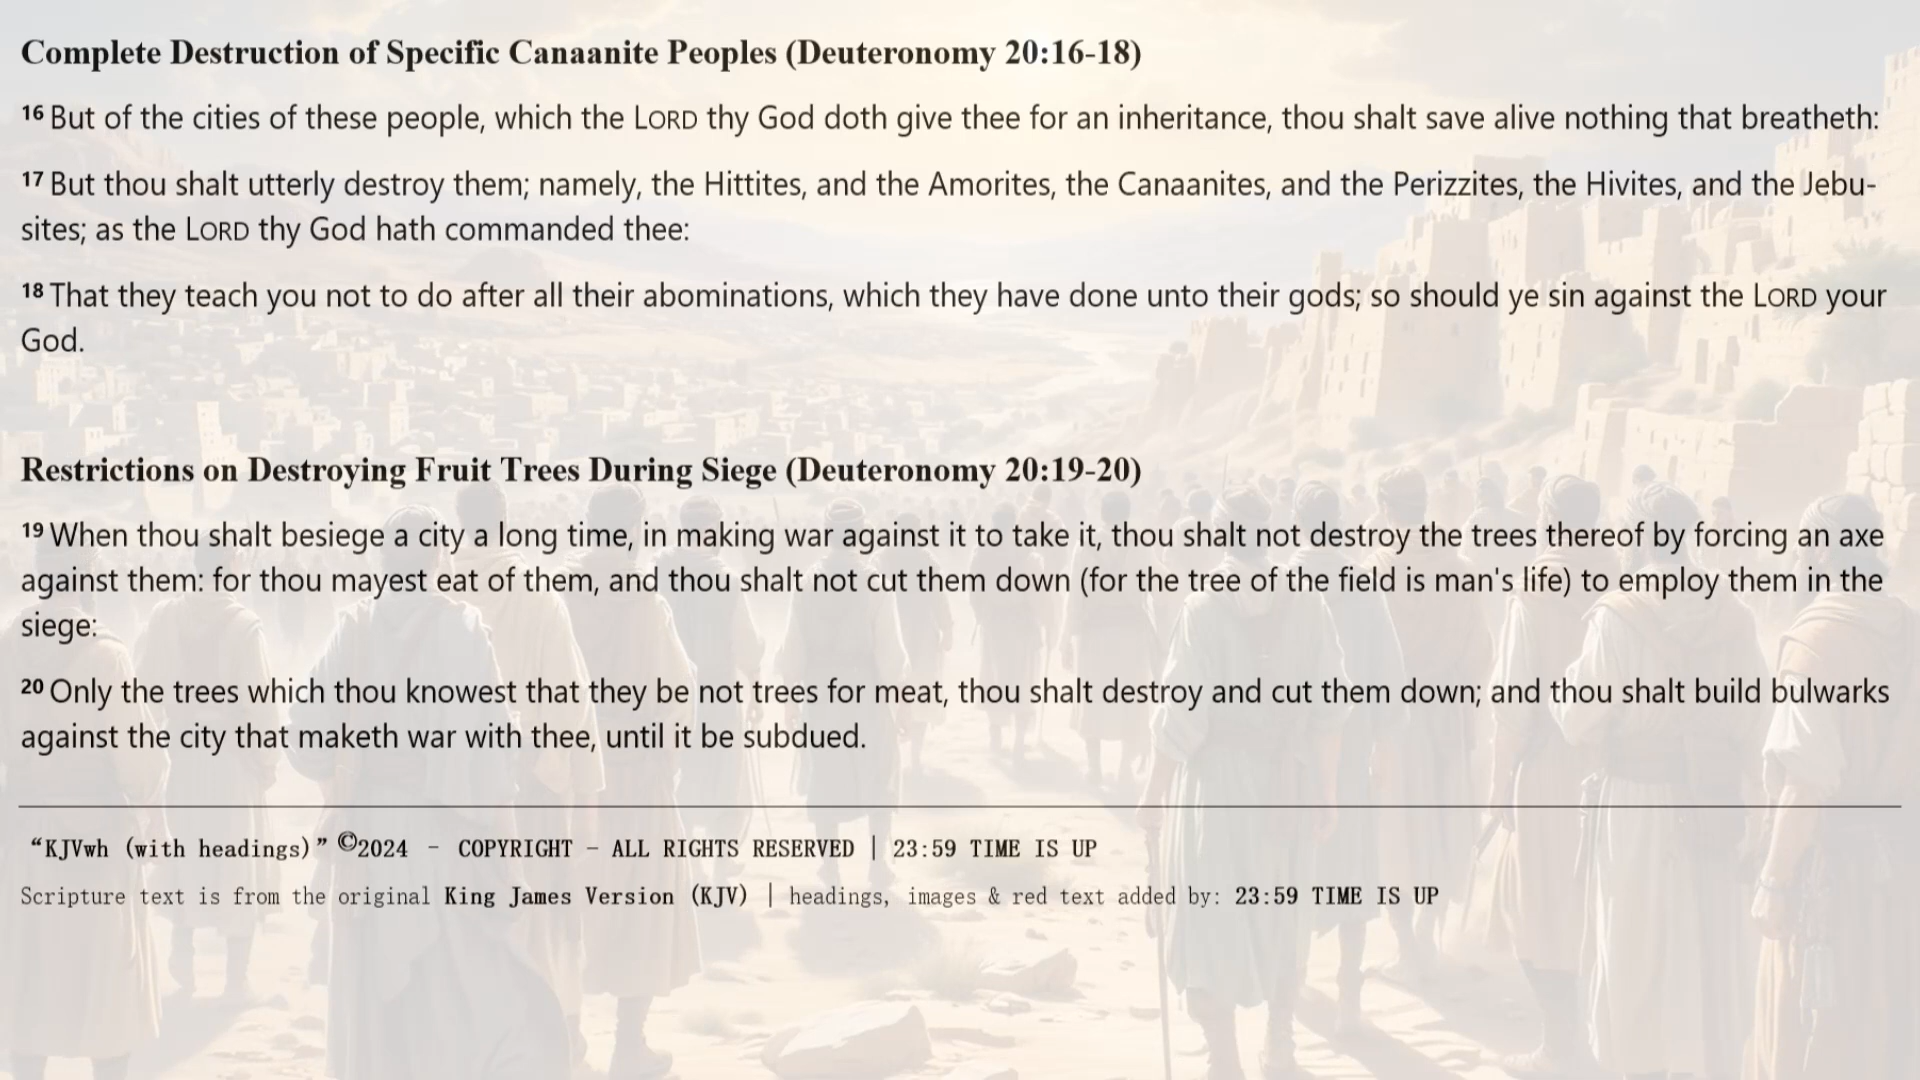 Complete Destruction of Specific Canaanite Peoples (Deuteronomy 20:16-18)
16 But of the cities of these people, which the LORD thy God doth give thee for an inheritance, thou shalt save alive nothing that breatheth:
17 But thou shalt utterly destroy them; namely, the Hittites, and the Amorites, the Canaanites, and the Perizzites, the Hivites, and the Jebu-
sites; as the LORD thy God hath commanded thee:
18 That they teach you not to do after all their abominations, which they have done unto their gods; so should ye sin against the LORD your
God.
Restrictions on Destroying Fruit Trees During Siege (Deuteronomy 20:19-20)
19 When thou shalt besiege a city a long time, in making war against it to take it, thou shalt not destroy the trees thereof by forcing an axe
against them: for thou mayest eat of them, and thou shalt not cut them down (for the tree of the field is man's life) to employ them in the
siege:
20 Only the trees which thou knowest that they be not trees for meat, thou shalt destroy and cut them down; and thou shalt build bulwarks
against the city that maketh war with thee, until it be subdued.
“KJVwh (with headings)” ©2024 – COPYRIGHT – ALL RIGHTS RESERVED | 23:59 TIME IS UP
Scripture text is from the original King James Version (KJV) | headings, images & red text added by: 23:59 TIME IS UP